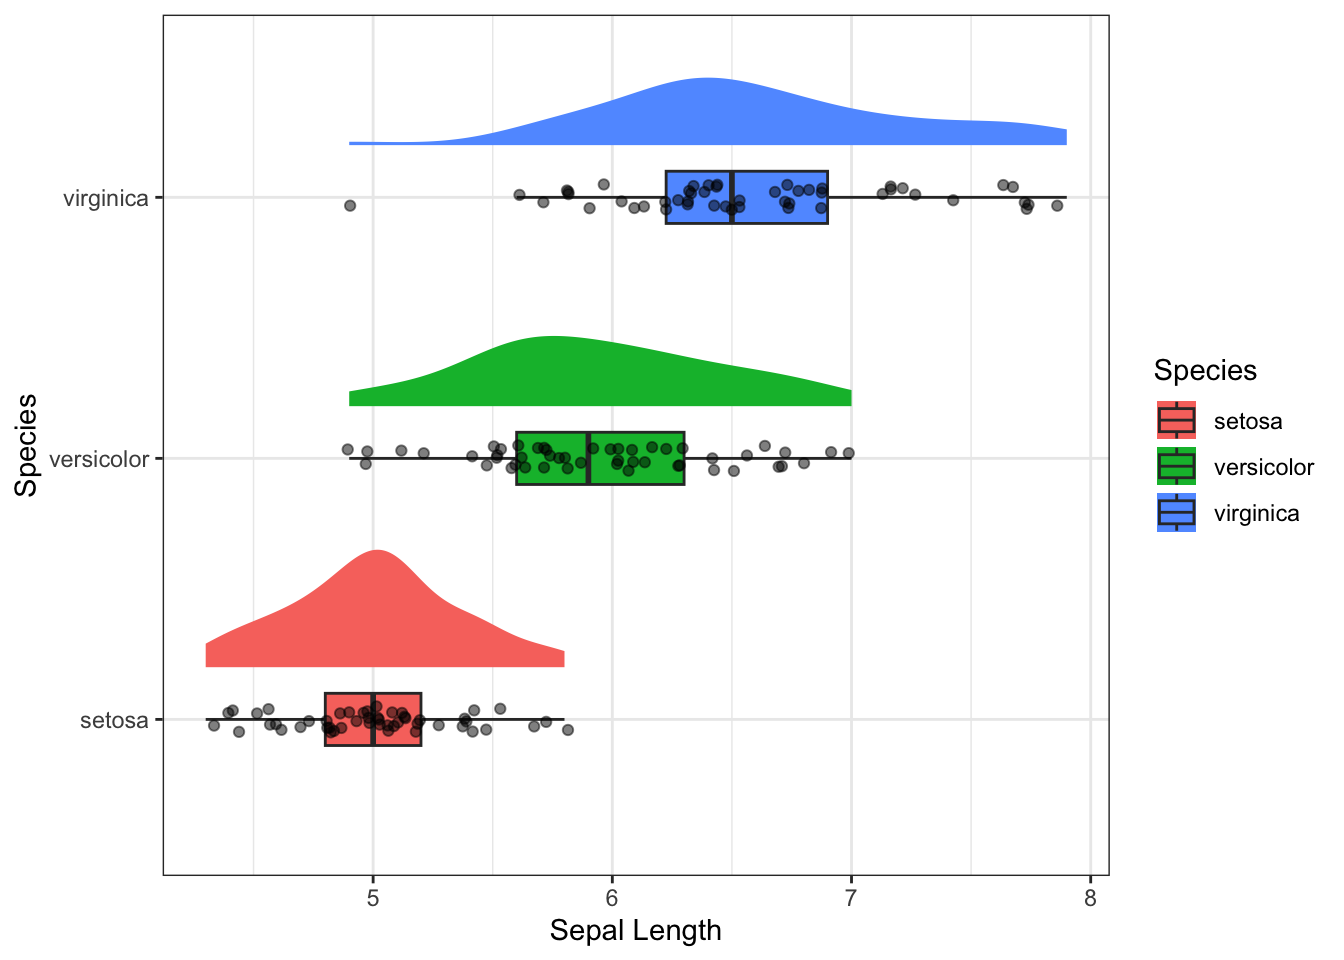 Species
virginica
versicolor
setosa
5 6 7 8
Sepal Length
Species
setosa
versicolor
virginica